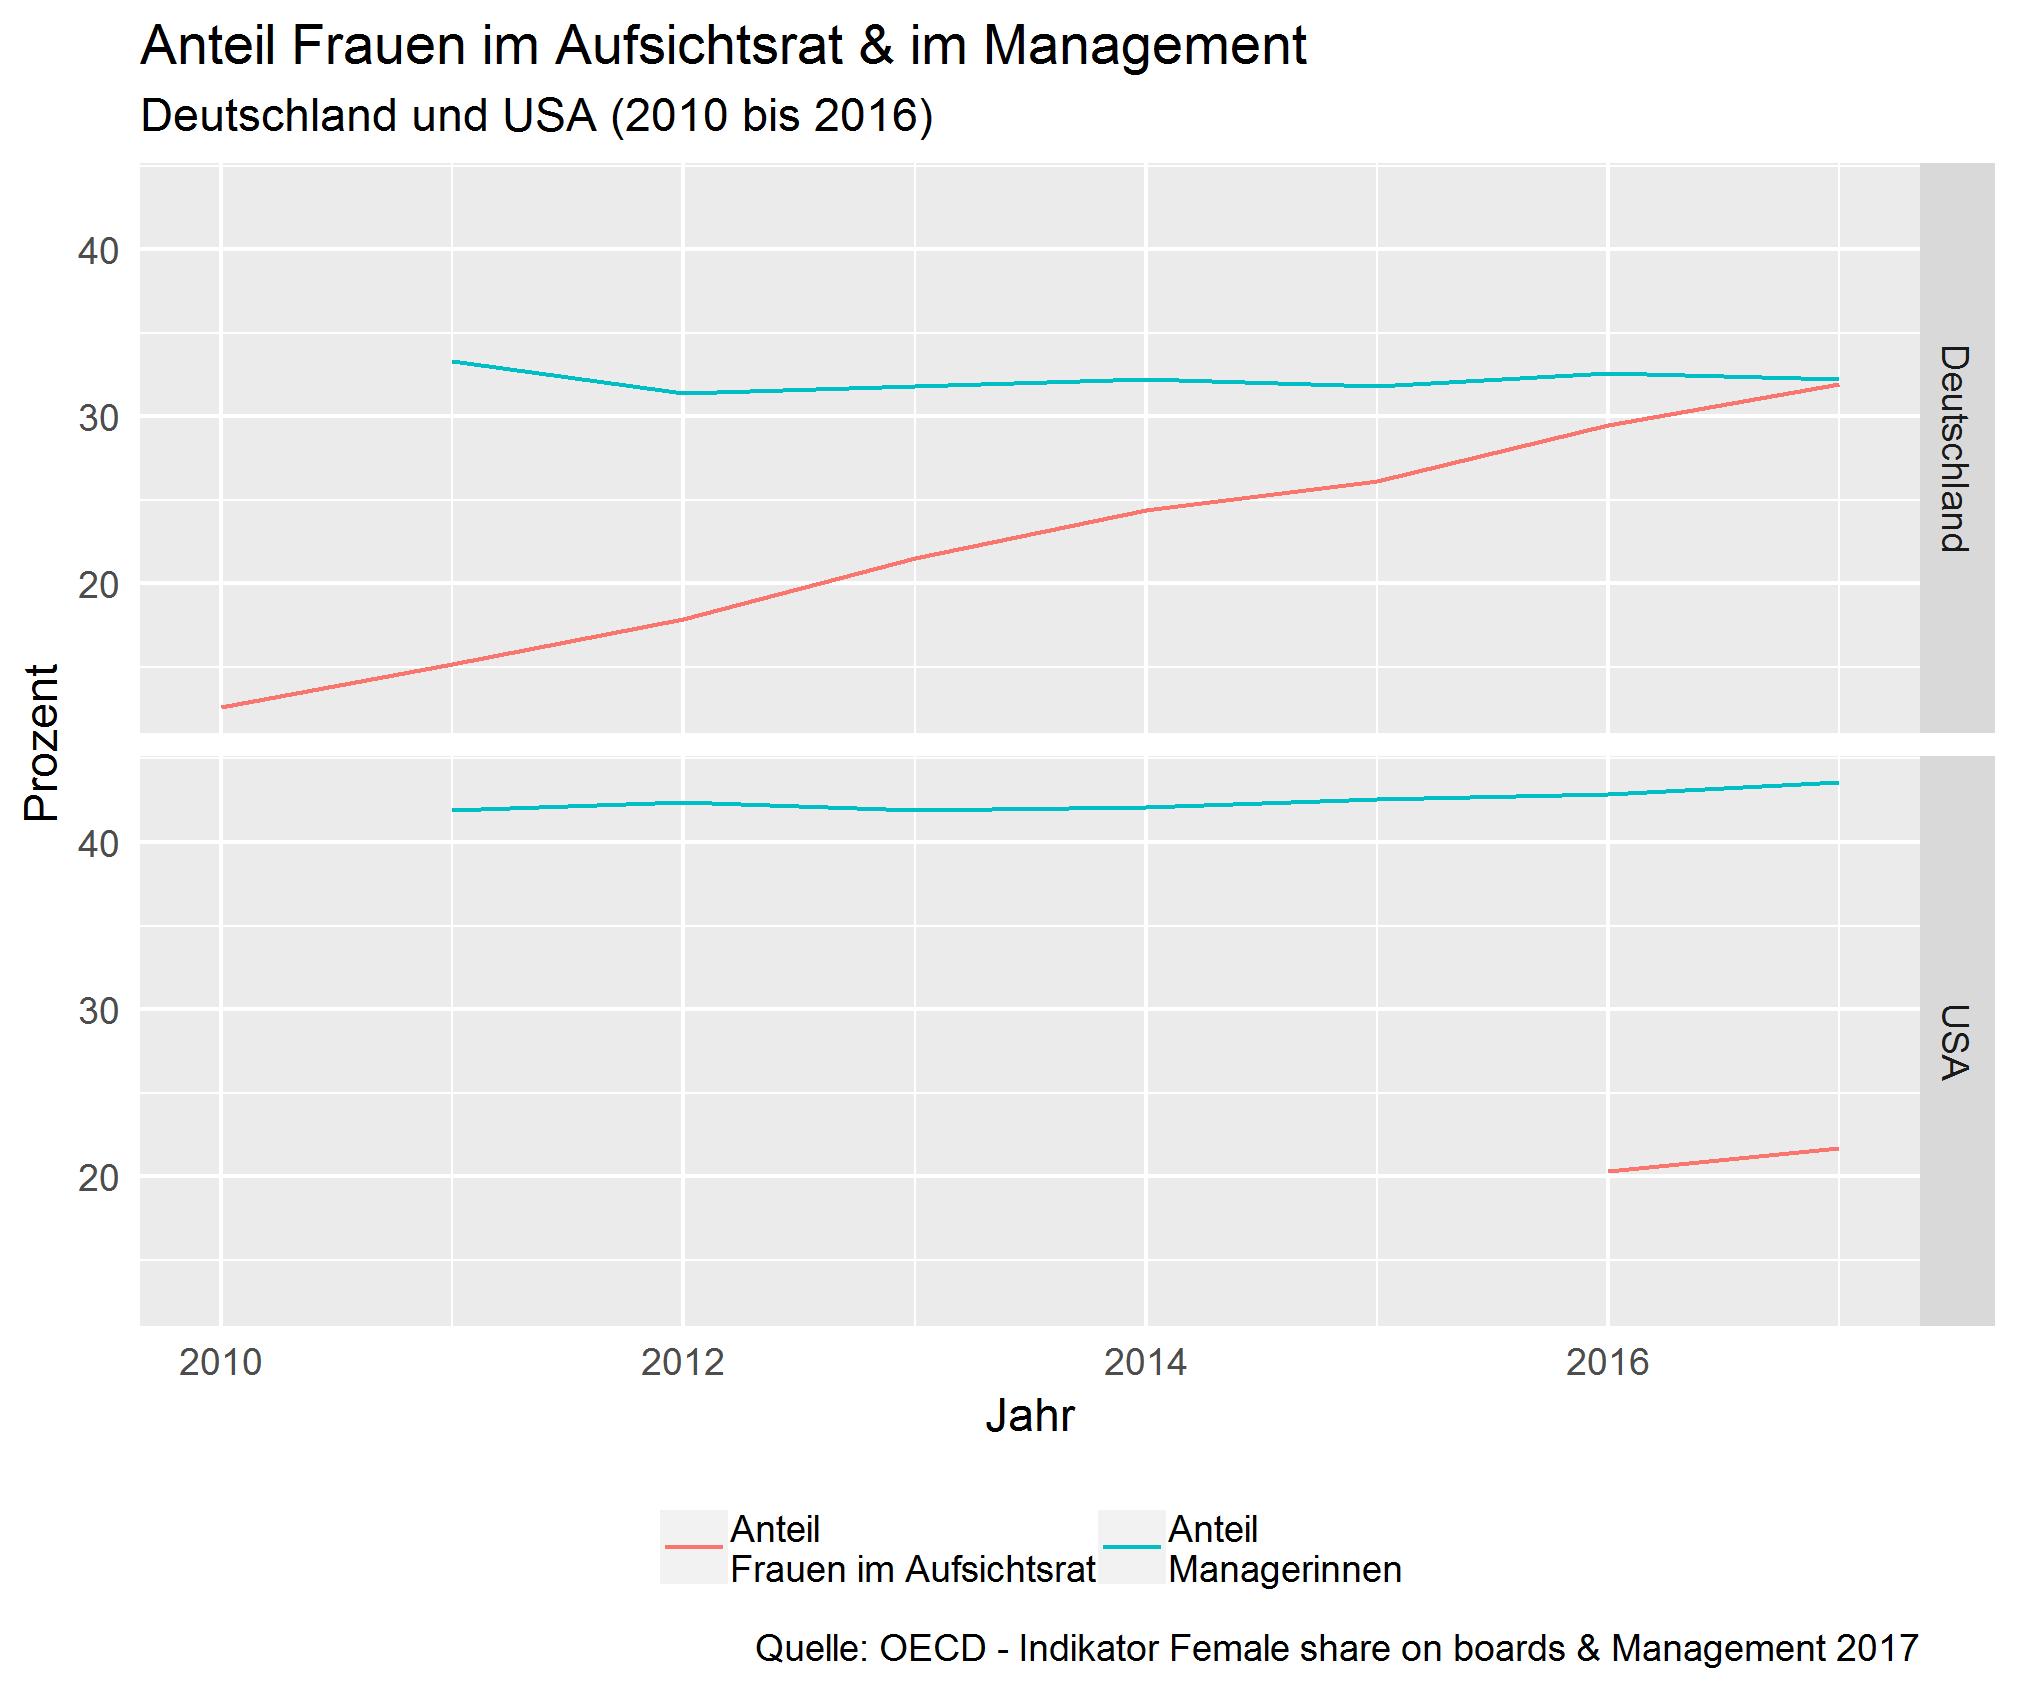 Anteil Frauen im Aufsichtsrat & im Management
Deutschland und USA (2010 bis 2016)
Prozent
40
30
20
Deutschland
40
30
20
USA
2010
2012
2014
2016
Jahr
Anteil
Frauen im Aufsichtsrat
Anteil
Managerinnen
Quelle: OECD - Indikator Female share on boards & Management 2017